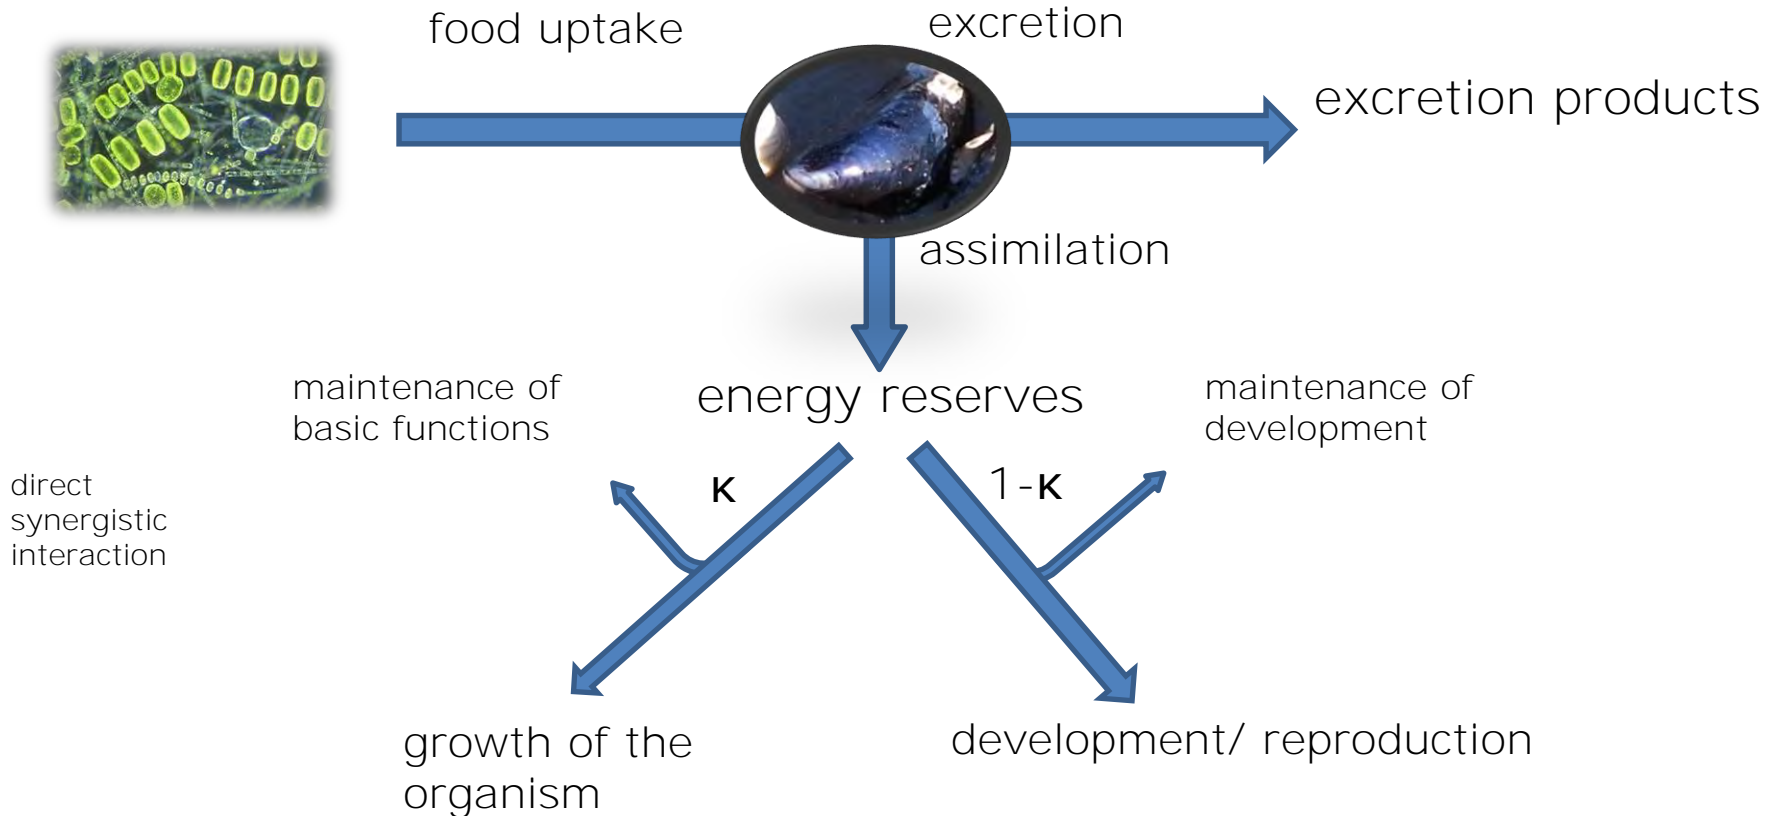 food uptake
excretion
excretion products
assimilation
energy reserves
maintenance of
basic functions
maintenance of
development
direct
synergistic
interaction
κ
1-κ
growth of the
organism
development/ reproduction